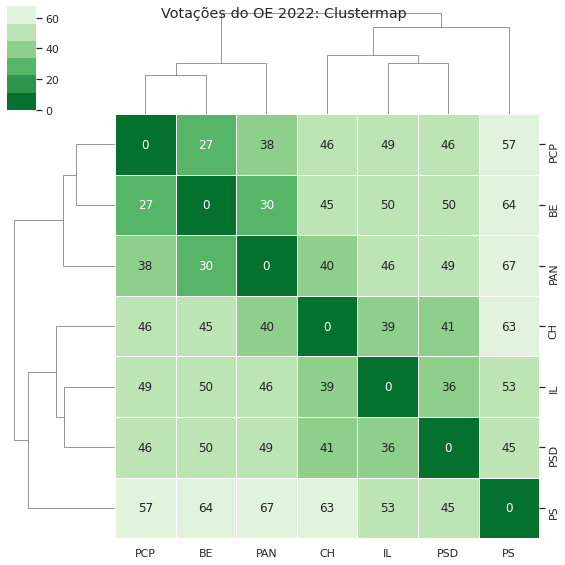 Votações do OE 2022: Clustermap
60
40
20
0
0 27 38 46 49 46 57 PCP
27 0 30 45 50 50 64 BE
38 30 0 40 46 49 67 PAN
46 45 40 0 39 41 63 CH
49 50 46 39 0 36 53 IL
46 50 49 41 36 0 45 PSD
57 64 67 63 53 45 0 PS
PCP BE PAN CH IL PSD PS